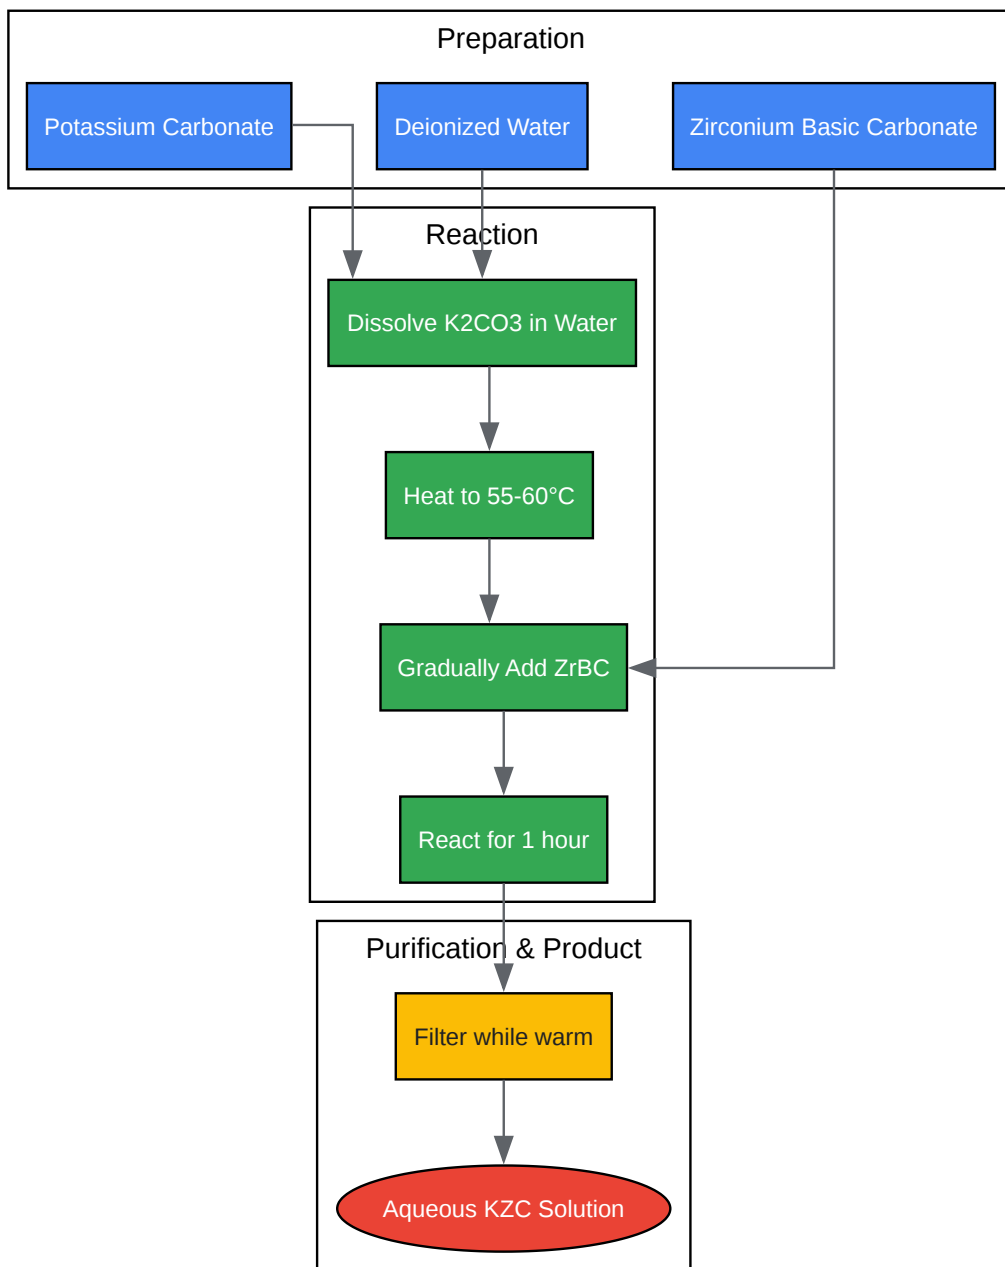 Preparation
Potassium Carbonate
Deionized Water
Zirconium Basic Carbonate
Reaction
Dissolve K2CO3 in Water
Heat to 55-60°C
Gradually Add ZrBC
React for 1 hour
Purification & Product
Filter while warm
Aqueous KZC Solution